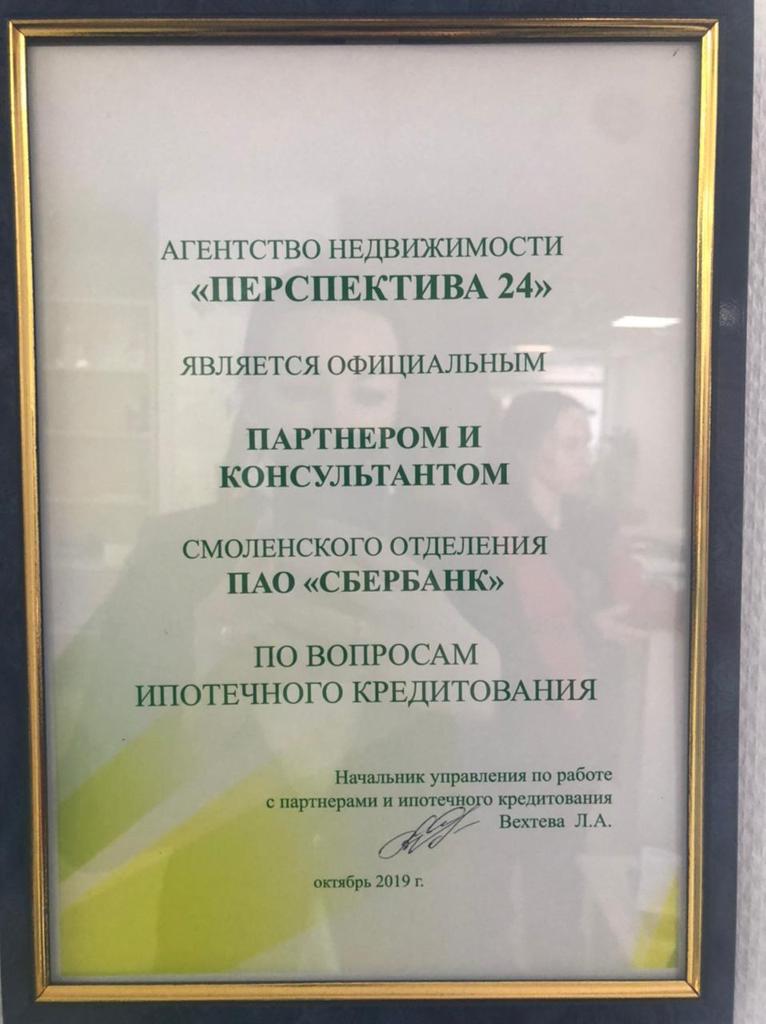 АГЕНТСТВО НЕДВИЖИМОСТИ
«ПЕРСПЕКТИВА 24»
ЯВЛЯЕТСЯ ОФИЦИАЛЬНЫМ
ПАРТНЕРОМ И
КОНСУЛЬТАНТОМ
СМОЛЕНСКОГО ОТДЕЛЕНИЯ
ПАО «СБЕРБАНК»
ПО ВОПРОСАМ
ИПОТЕЧНОГО КРЕДИТОВАНИЯ
Начальник управления по работе
с партнерами и ипотечного кредитования
Вехтева Л.А.
октябрь 2019 г.